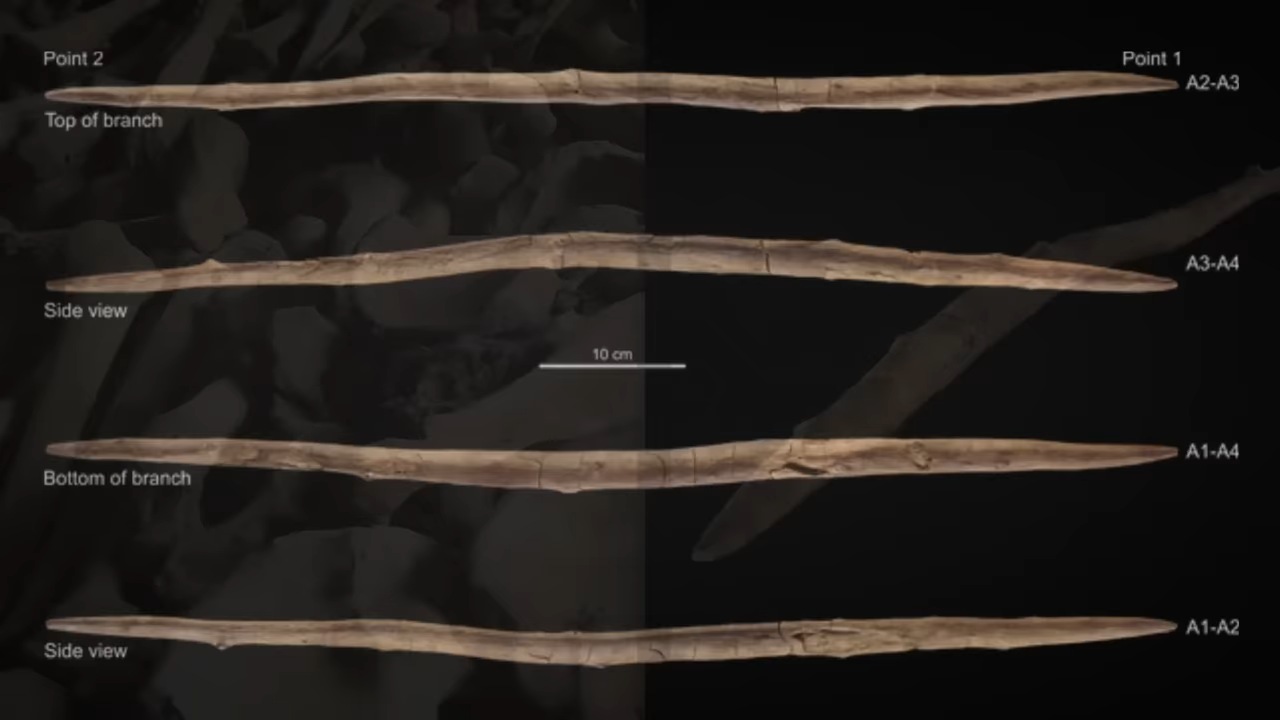 Point 2
Point 1
A2-A3
Top of branch
A3-A4
Side view
10 cm
A1-A4
Bottom of branch
A1-A2
Side view